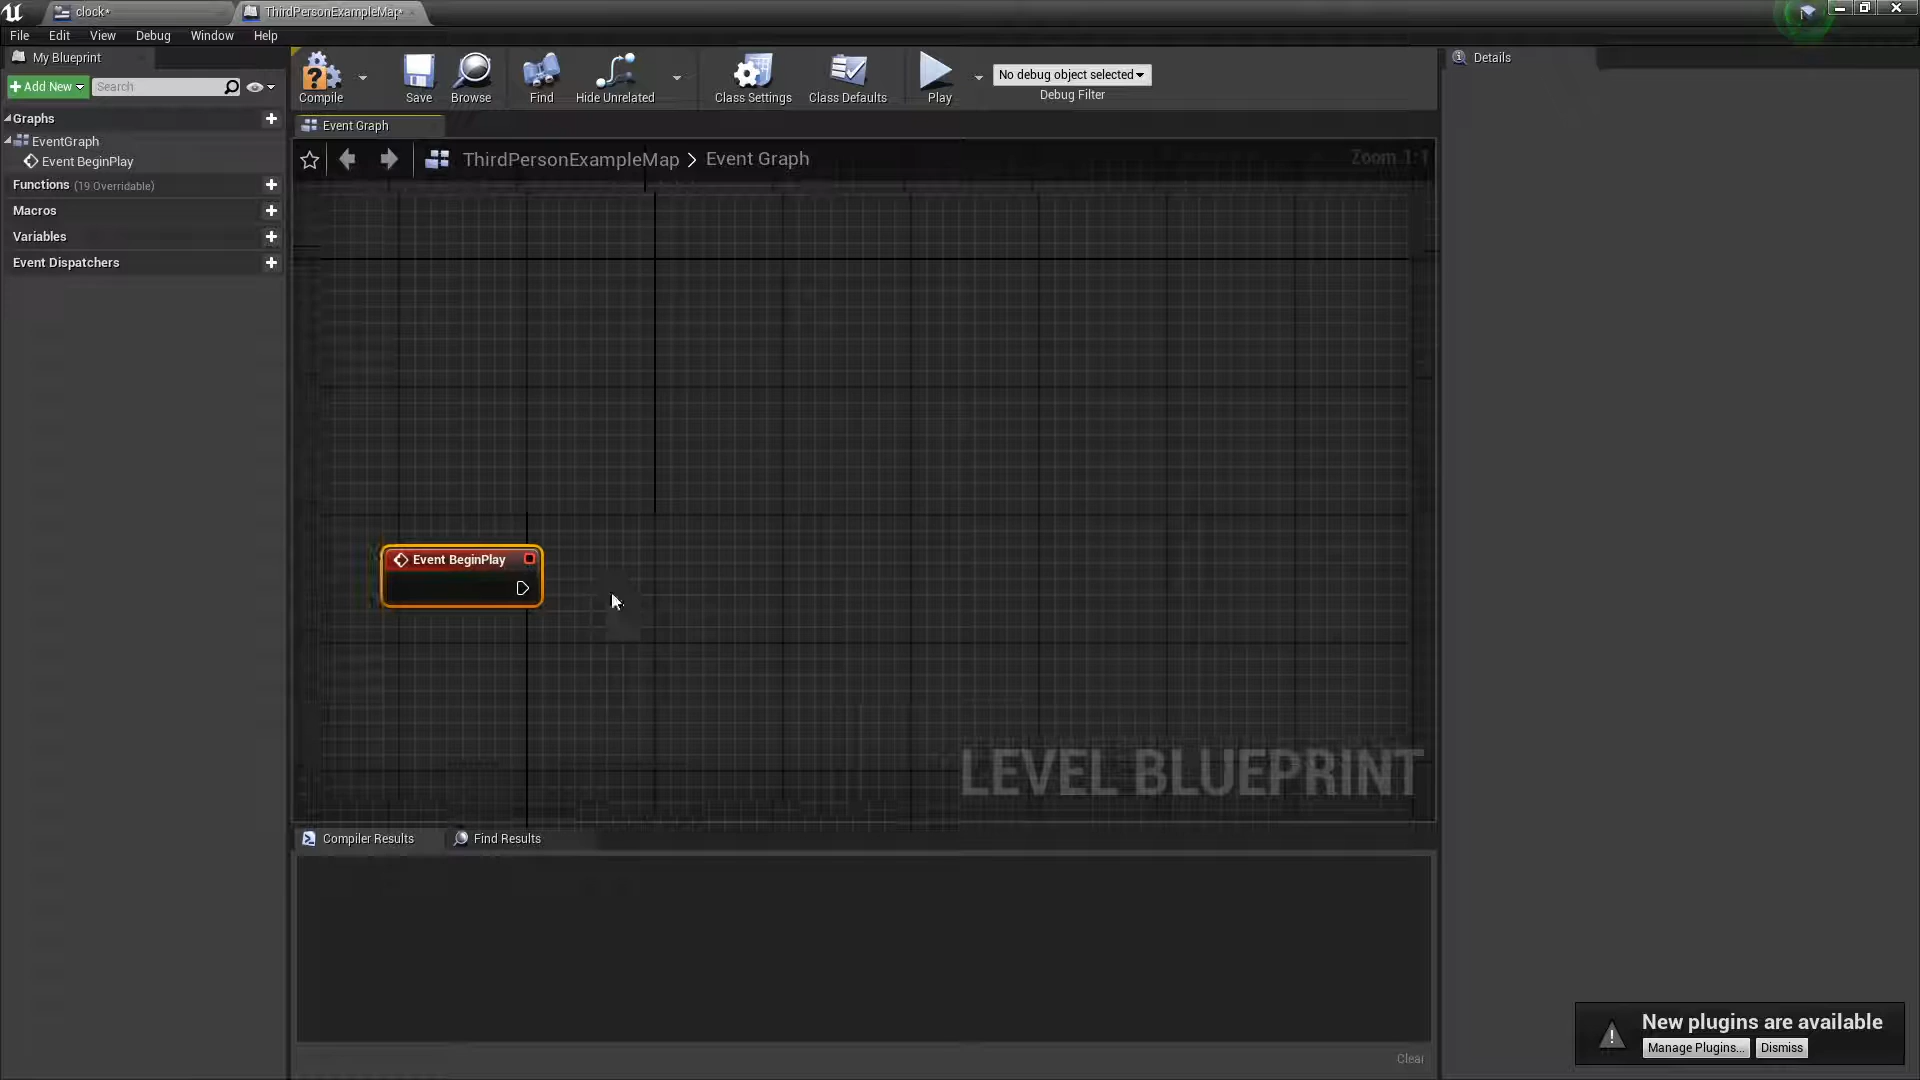 clock*
ThirdPersonExampleMap*
File Edit View Debug Window Help
My Blueprint
Add New
Search
Graphs
EventGraph
Event BeginPlay
Functions (19 Overridable)
Macros
Variables
Event Dispatchers
Compile
Save
Browse
Find
Hide Unrelated
Class Settings
Class Defaults
Play
No debug object selected
Debug Filter
Event Graph
ThirdPersonExampleMap > Event Graph
Zoom 1:1
Event BeginPlay
LEVEL BLUEPRINT
Compiler Results
Find Results
Clear
Details
New plugins are available
Manage Plugins...
Dismiss